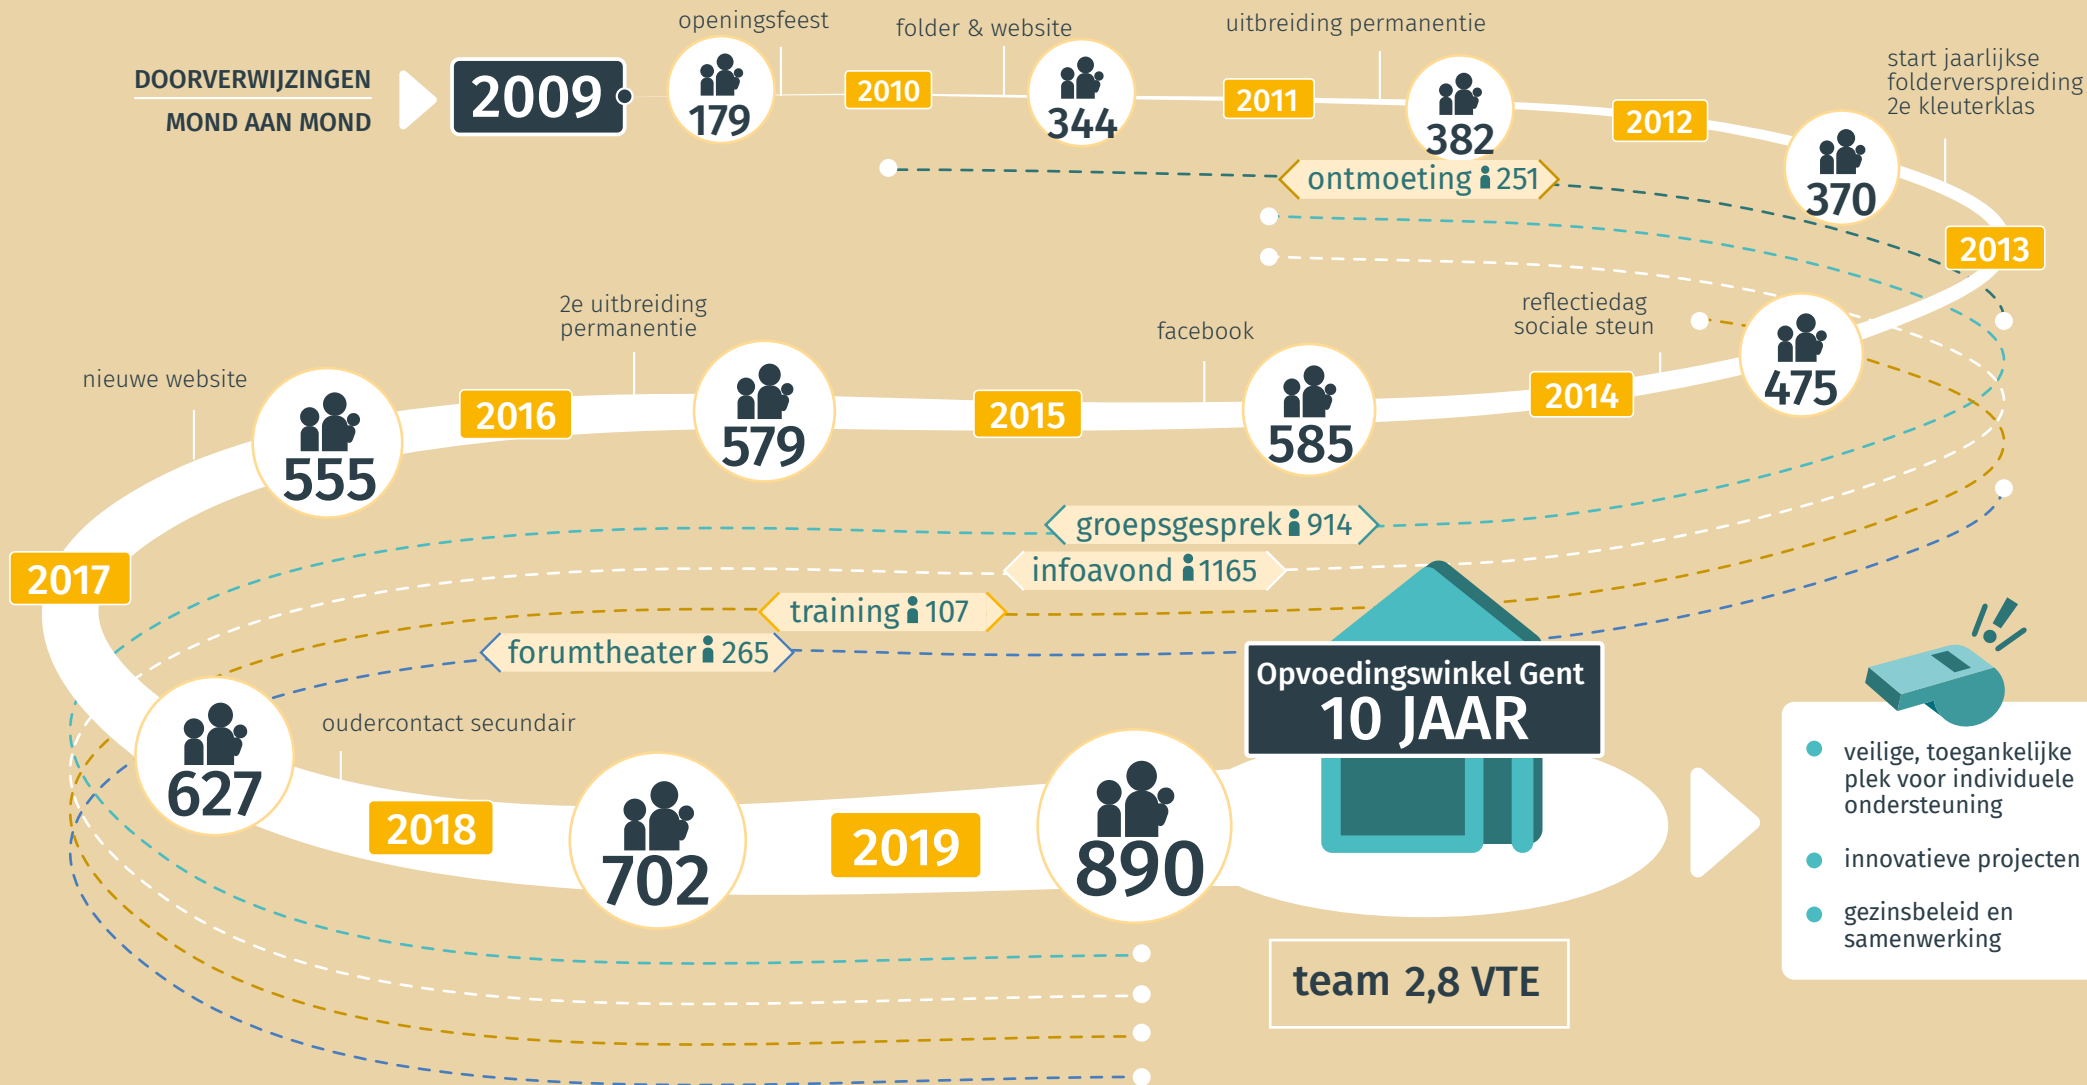 DOORVERWIJZINGEN
MOND AAN MOND
2009
openingsfeest
179
2010
folder & website
344
2011
uitbreiding permanentie
382
2012
370
start jaarlijkse
folderverspreiding
2e kleuterklas
2013
ontmoeting 251
475
reflectiedag
sociale steun
2014
585
facebook
2015
579
2e uitbreiding
permanentie
2016
555
nieuwe website
2017
groepsgesprek 914
infoavond 1165
training 107
forumtheater 265
627
oudercontact secundair
2018
702
2019
890
Opvoedingswinkel Gent
10 JAAR
team 2,8 VTE
veilige, toegankelijke
plek voor individuele
ondersteuning
innovatieve projecten
gezinsbeleid en
samenwerking